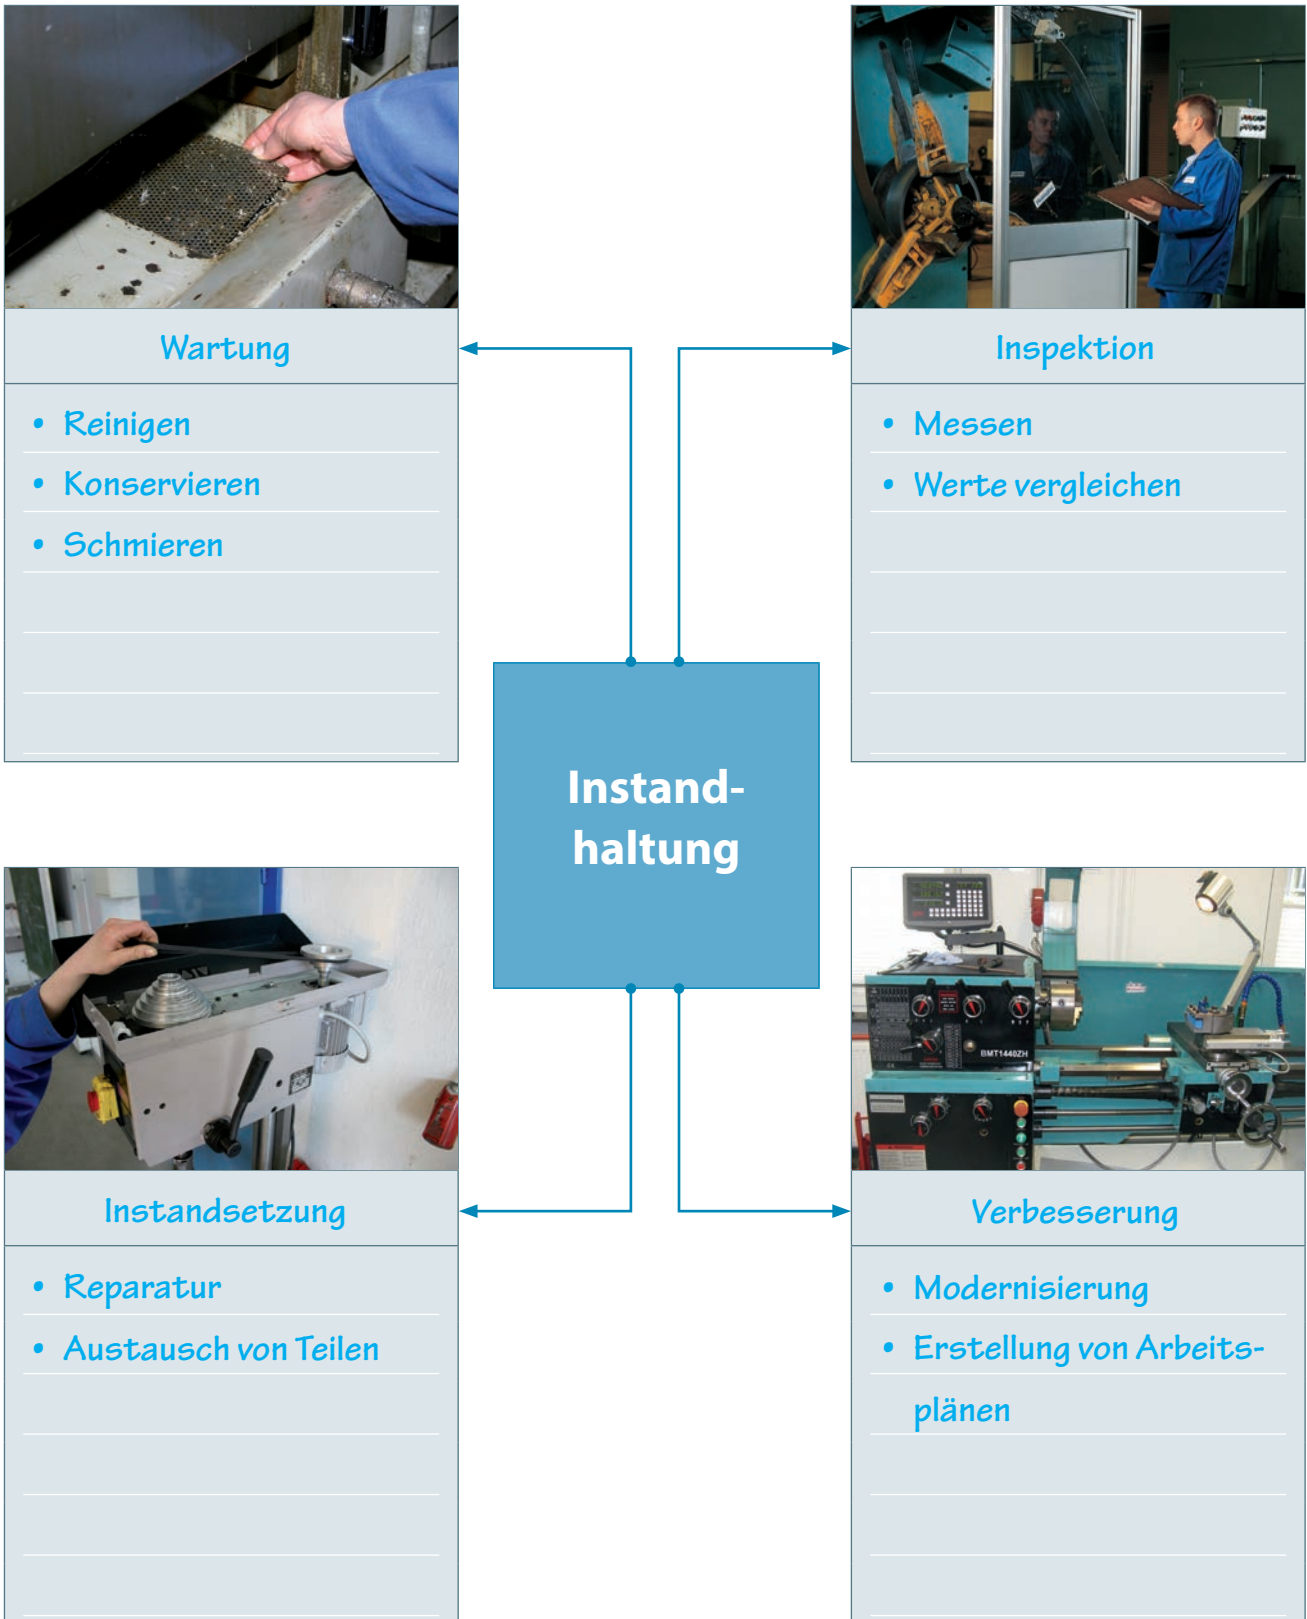 Wartung
• Reinigen
• Konservieren
• Schmieren
Inspektion
• Messen
• Werte vergleichen
Instand-
haltung
BMT1440ZH
Instandsetzung
• Reparatur
• Austausch von Teilen
Verbesserung
• Modernisierung
• Erstellung von Arbeits-
plänen